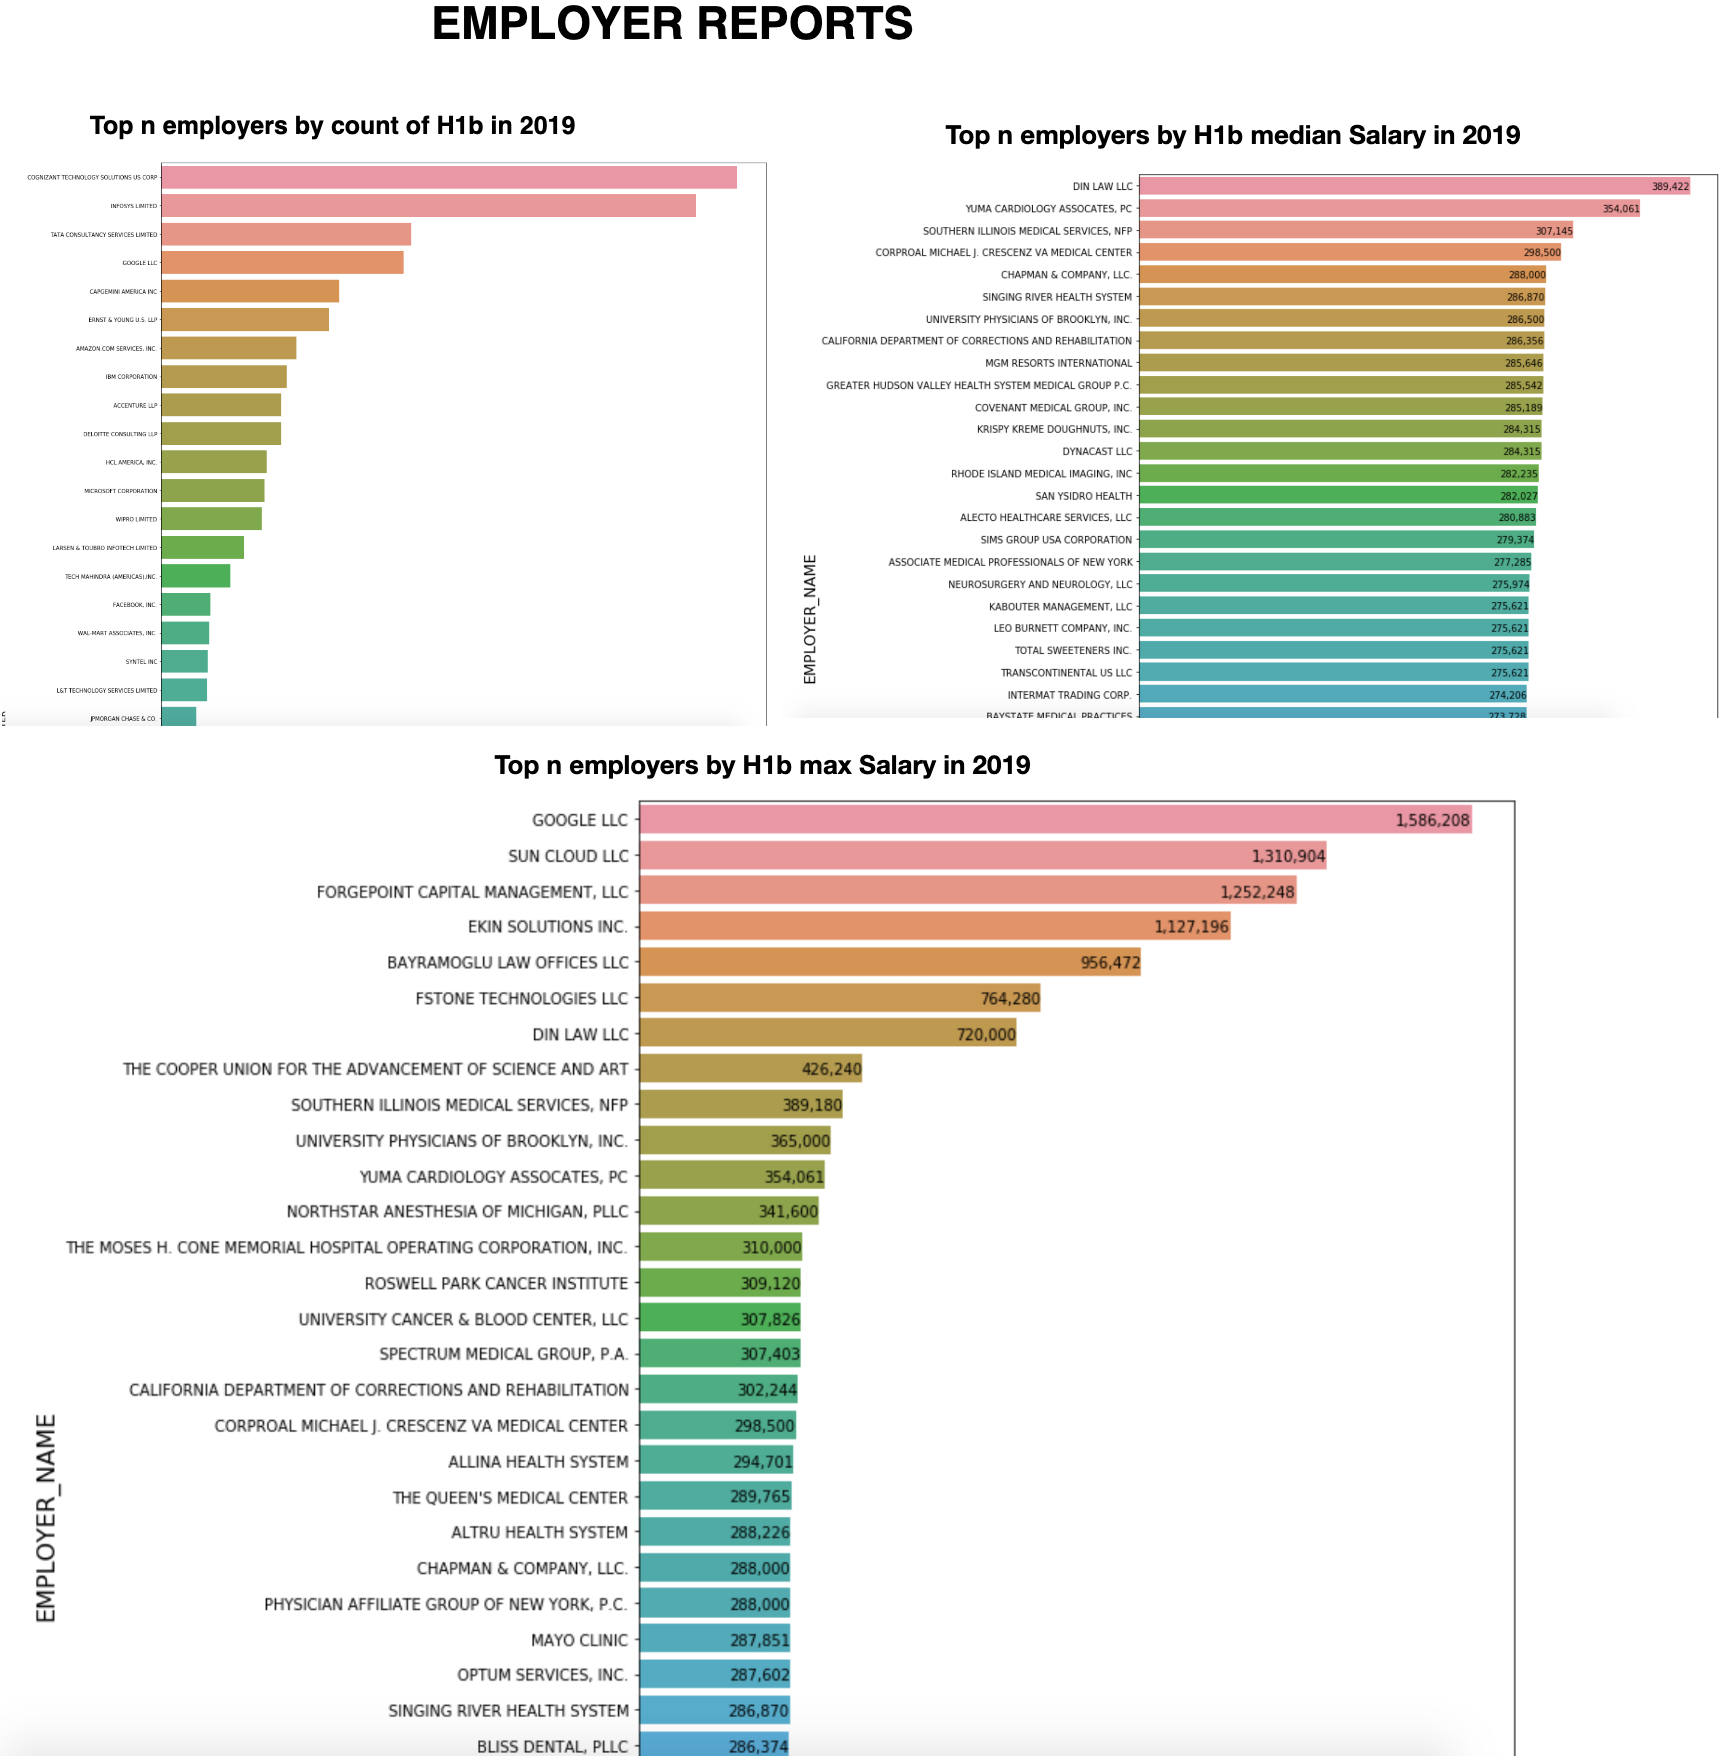 EMPLOYER REPORTS
Top n employers by count of H1b in 2019
COGNIZANT TECHNOLOGY SOLUTIONS US CORP
INFOSYS LIMITED
TATA CONSULTANCY SERVICES LIMITED
GOOGLE LLC
CAPGEMINI AMERICA INC
ERNST & YOUNG U.S. LLP
AMAZON.COM SERVICES, INC.
IBM CORPORATION
ACCENTURE LLP
DELOITTE CONSULTING LLP
HCL AMERICA, INC.
MICROSOFT CORPORATION
WIPRO LIMITED
LARSEN & TOUBRO INFOTECH LIMITED
TECH MAHINDRA (AMERICAS),INC.
FACEBOOK, INC.
WAL-MART ASSOCIATES, INC.
SYNTEL INC
L&T TECHNOLOGY SERVICES LIMITED
JPMORGAN CHASE & CO.
Top n employers by H1b median Salary in 2019
EMPLOYER_NAME
DIN LAW LLC 389,422
YUMA CARDIOLOGY ASSOCATES, PC 354,061
SOUTHERN ILLINOIS MEDICAL SERVICES, NFP 307,145
CORPROAL MICHAEL J. CRESCENZ VA MEDICAL CENTER 298,500
CHAPMAN & COMPANY, LLC. 288,000
SINGING RIVER HEALTH SYSTEM 286,870
UNIVERSITY PHYSICIANS OF BROOKLYN, INC. 286,500
CALIFORNIA DEPARTMENT OF CORRECTIONS AND REHABILITATION 286,356
MGM RESORTS INTERNATIONAL 285,646
GREATER HUDSON VALLEY HEALTH SYSTEM MEDICAL GROUP P.C. 285,542
COVENANT MEDICAL GROUP, INC. 285,189
KRISPY KREME DOUGHNUTS, INC. 284,315
DYNACAST LLC 284,315
RHODE ISLAND MEDICAL IMAGING, INC 282,235
SAN YSIDRO HEALTH 282,027
ALECTO HEALTHCARE SERVICES, LLC 280,883
SIMS GROUP USA CORPORATION 279,374
ASSOCIATE MEDICAL PROFESSIONALS OF NEW YORK 277,285
NEUROSURGERY AND NEUROLOGY, LLC 275,974
KABOUTER MANAGEMENT, LLC 275,621
LEO BURNETT COMPANY, INC. 275,621
TOTAL SWEETENERS INC. 275,621
TRANSCONTINENTAL US LLC 275,621
INTERMAT TRADING CORP. 274,206
BAYSTATE MEDICAL PRACTICES 273,728
Top n employers by H1b max Salary in 2019
EMPLOYER_NAME
GOOGLE LLC 1,586,208
SUN CLOUD LLC 1,310,904
FORGEPOINT CAPITAL MANAGEMENT, LLC 1,252,248
EKIN SOLUTIONS INC. 1,127,196
BAYRAMOGLU LAW OFFICES LLC 956,472
FSTONE TECHNOLOGIES LLC 764,280
DIN LAW LLC 720,000
THE COOPER UNION FOR THE ADVANCEMENT OF SCIENCE AND ART 426,240
SOUTHERN ILLINOIS MEDICAL SERVICES, NFP 389,180
UNIVERSITY PHYSICIANS OF BROOKLYN, INC. 365,000
YUMA CARDIOLOGY ASSOCATES, PC 354,061
NORTHSTAR ANESTHESIA OF MICHIGAN, PLLC 341,600
THE MOSES H. CONE MEMORIAL HOSPITAL OPERATING CORPORATION, INC. 310,000
ROSWELL PARK CANCER INSTITUTE 309,120
UNIVERSITY CANCER & BLOOD CENTER, LLC 307,826
SPECTRUM MEDICAL GROUP, P.A. 307,403
CALIFORNIA DEPARTMENT OF CORRECTIONS AND REHABILITATION 302,244
CORPROAL MICHAEL J. CRESCENZ VA MEDICAL CENTER 298,500
ALLINA HEALTH SYSTEM 294,701
THE QUEEN'S MEDICAL CENTER 289,765
ALTRU HEALTH SYSTEM 288,226
CHAPMAN & COMPANY, LLC. 288,000
PHYSICIAN AFFILIATE GROUP OF NEW YORK, P.C. 288,000
MAYO CLINIC 287,851
OPTUM SERVICES, INC. 287,602
SINGING RIVER HEALTH SYSTEM 286,870
BLISS DENTAL, PLLC 286,374